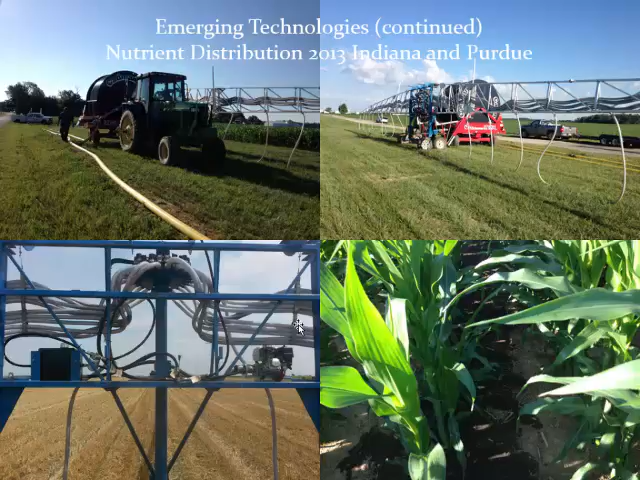 Emerging Technologies (continued)
Nutrient Distribution 2013 Indiana and Purdue